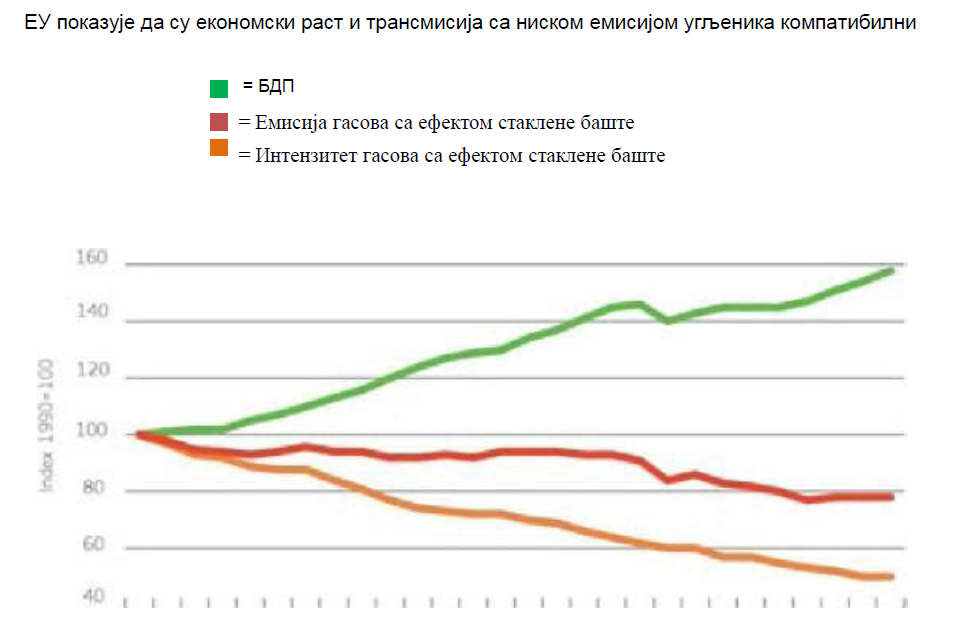 ЕУ показује да су економски раст и трансмисија са ниском емисијом угљеника компатибилни
= БДП
= Емисија гасова са ефектом стаклене баште
= Интензитет гасова са ефектом стаклене баште
160
140
120
100
80
60
40
Index 1990=100